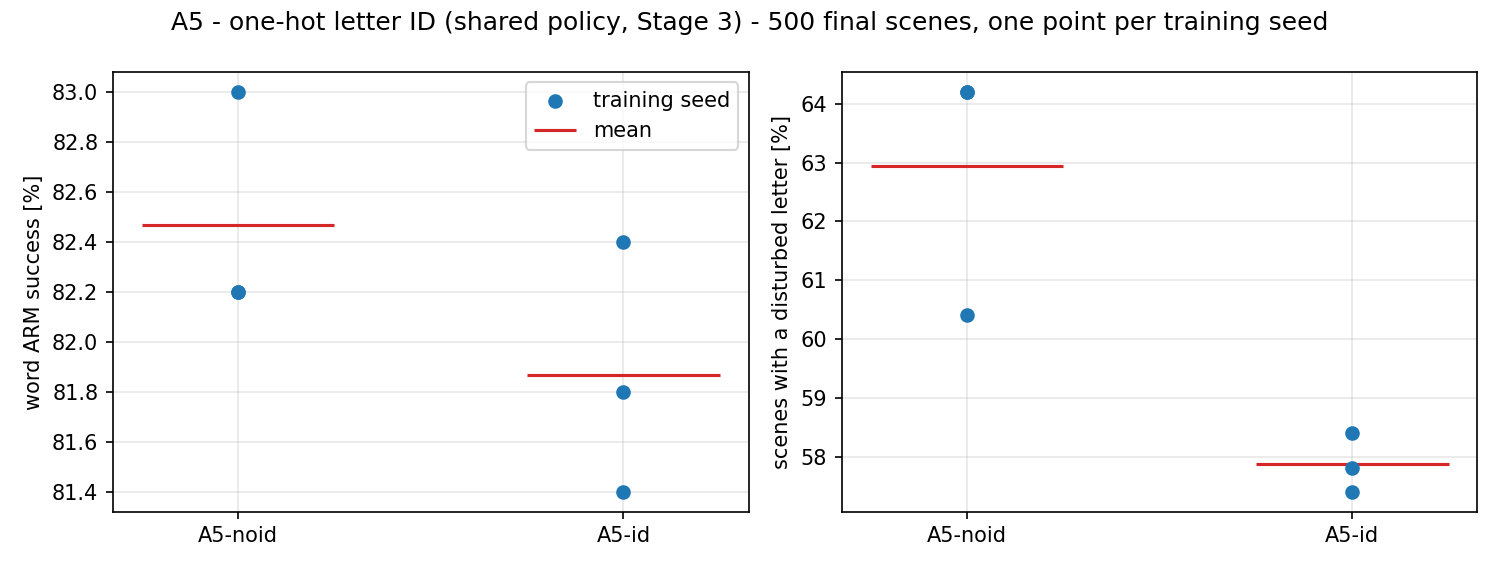 A5 - one-hot letter ID (shared policy, Stage 3) - 500 final scenes, one point per training seed
word ARM success [%]
83.0
82.8
82.6
82.4
82.2
82.0
81.8
81.6
81.4
training seed
mean
A5-noid
A5-id
scenes with a disturbed letter [%]
64
63
62
61
60
59
58
A5-noid
A5-id